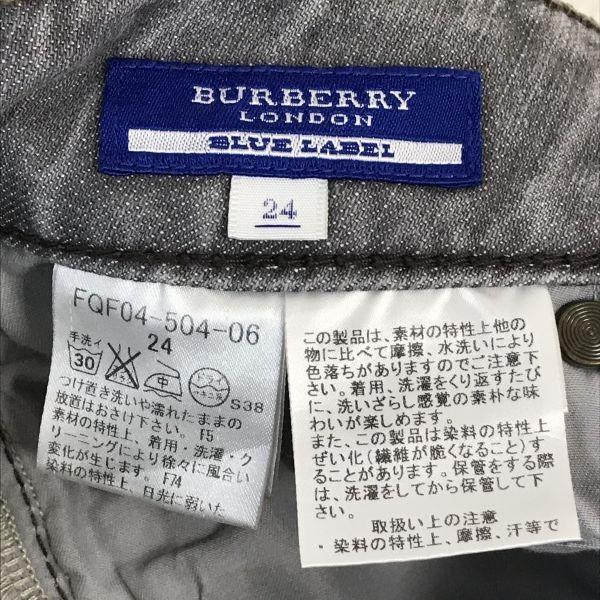 BURBERRY
LONDON
BLUE LABEL
24
FQF04-504-06
24
手洗イ
30
中
ドライ
セキユ系
S38
つけ置き洗いや濡れたままの
放置はおさけ下さい。 F5
素材の特性上、着用・洗濯・ク
リーニングにより徐々に風合い
変化が生じます。 F74
染料の特性上、日光に弱いた
この製品は、素材の特性上他の
物に比べて摩擦、水洗いにより
色落ちがありますのでご注意下
さい。着用、洗濯をくり返すたび
に、洗いざらし感覚の素朴な味
わいが楽しめます。
また、この製品は染料の特性上
ぜい化(繊維が脆くなること)す
ることがあります。保管をする際
は、洗濯をしてから保管して下
さい。
取扱い上の注意
・染料の特性上、摩擦、汗等で